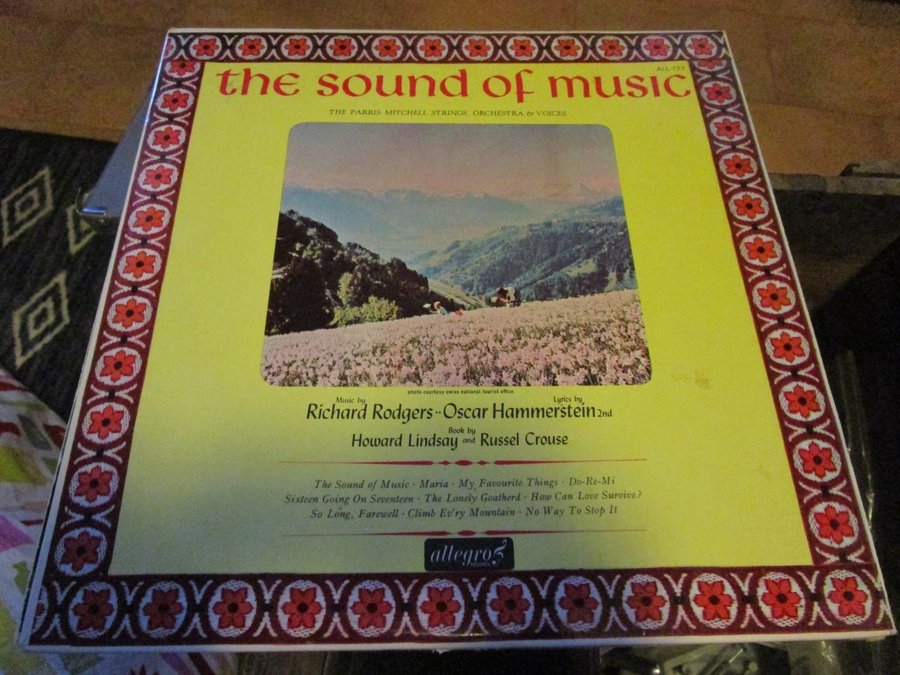 ALL-777
the sound of music
THE PARRIS MITCHELL STRINGS, ORCHESTRA & VOICES
photo courtesy swiss national tourist office
Music by Lyrics by
Richard Rodgers·· Oscar Hammerstein 2nd
Book by
Howard Lindsay and Russel Crouse
The Sound of Music · Maria · My Favourite Things · Do-Re-Mi
Sixteen Going On Seventeen · The Lonely Goatherd · How Can Love Survive?
So Long, Farewell · Climb Ev'ry Mountain · No Way To Stop It
allegro
RECORDS